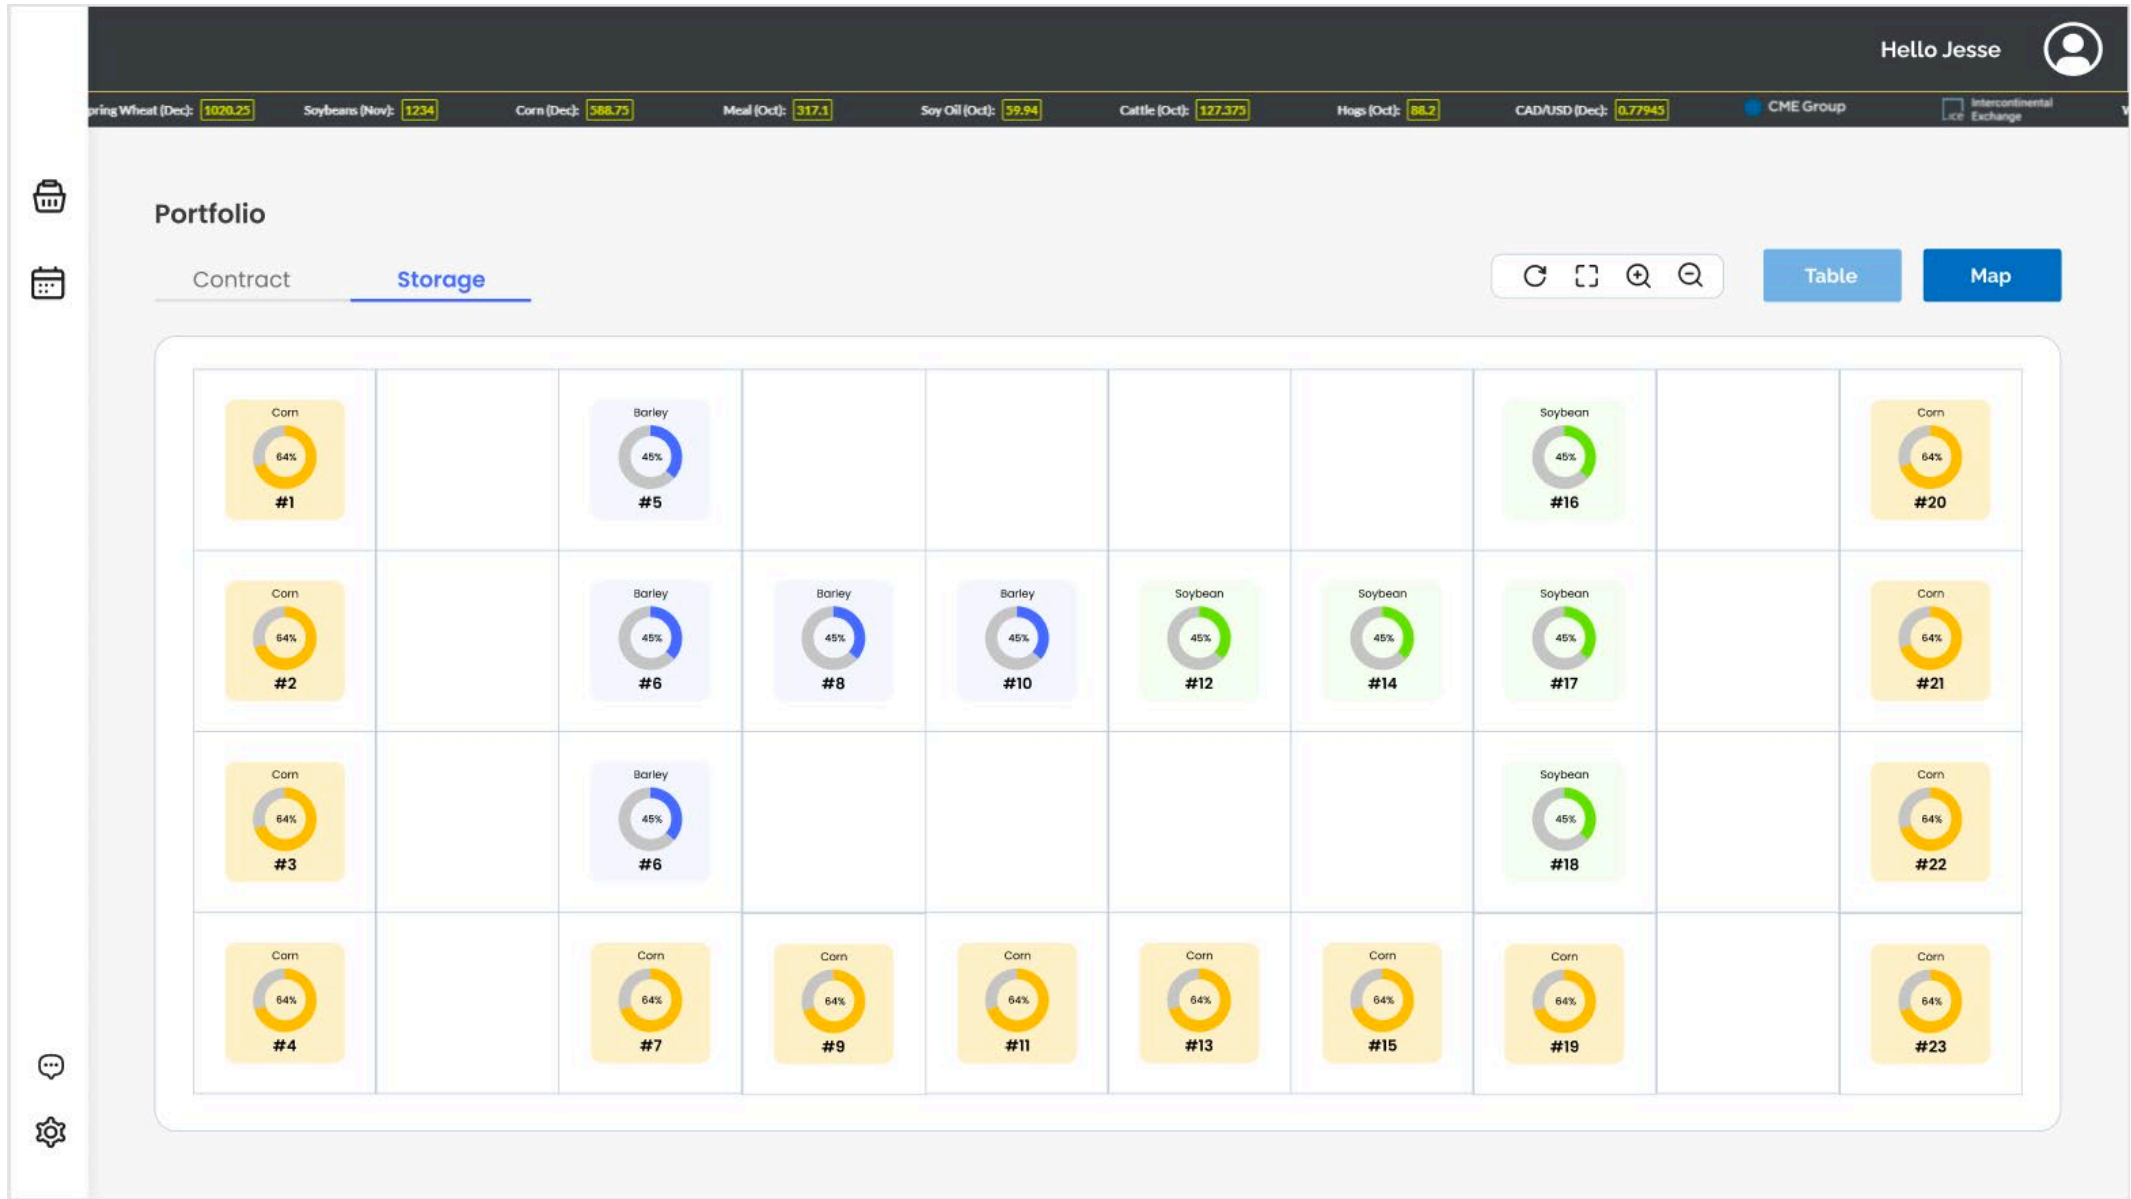 Hello Jesse
pring Wheat (Dec): 1020.25 Soybeans (Nov): 1234 Corn (Dec): 588.75 Meal (Oct): 317.1 Soy Oil (Oct): 59.94 Cattle (Oct): 127.375 Hogs (Oct): 88.2 CAD/USD (Dec): 0.77945 CME Group ice Intercontinental Exchange
Portfolio
Contract Storage Table Map
Corn Barley Soybean Corn
64% 45% 45% 64%
#1 #5 #16 #20
Corn Barley Barley Barley Soybean Soybean Soybean Corn
64% 45% 45% 45% 45% 45% 45% 64%
#2 #6 #8 #10 #12 #14 #17 #21
Corn Barley Soybean Corn
64% 45% 45% 64%
#3 #6 #18 #22
Corn Corn Corn Corn Corn Corn Corn Corn
64% 64% 64% 64% 64% 64% 64% 64%
#4 #7 #9 #11 #13 #15 #19 #23